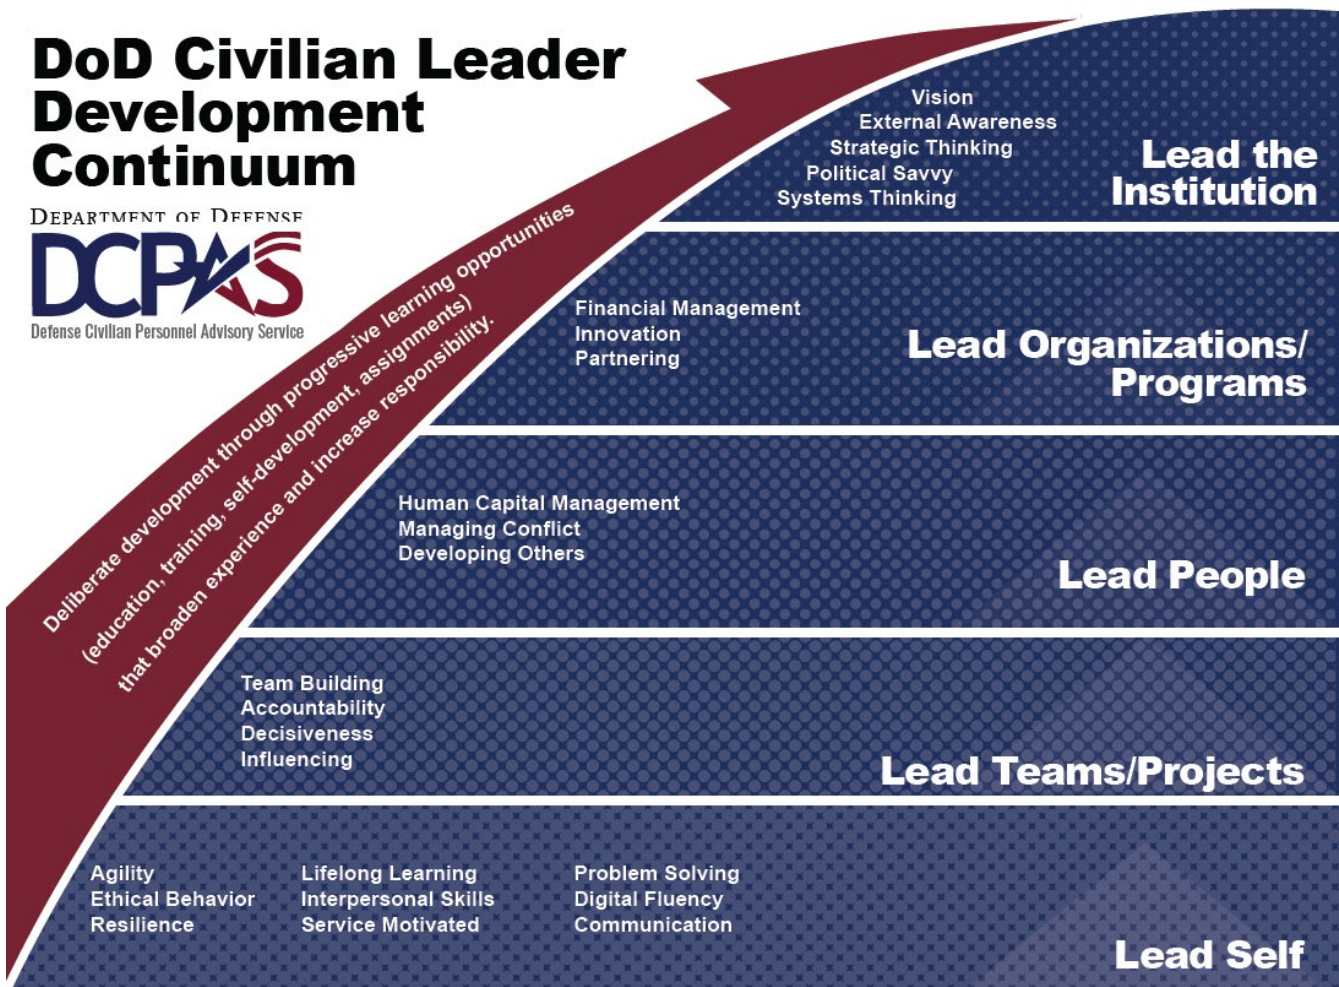 DoD Civilian Leader
Development
Continuum
DEPARTMENT OF DEFENSE
DCPAS
Defense Civilian Personnel Advisory Service
Deliberate development through progressive learning opportunities
(education, training, self-development, assignments)
that broaden experience and increase responsibility.
Vision
External Awareness
Strategic Thinking
Political Savvy
Systems Thinking
Lead the
Institution
Financial Management
Innovation
Partnering
Lead Organizations/
Programs
Human Capital Management
Managing Conflict
Developing Others
Lead People
Team Building
Accountability
Decisiveness
Influencing
Lead Teams/Projects
Agility
Ethical Behavior
Resilience
Lifelong Learning
Interpersonal Skills
Service Motivated
Problem Solving
Digital Fluency
Communication
Lead Self